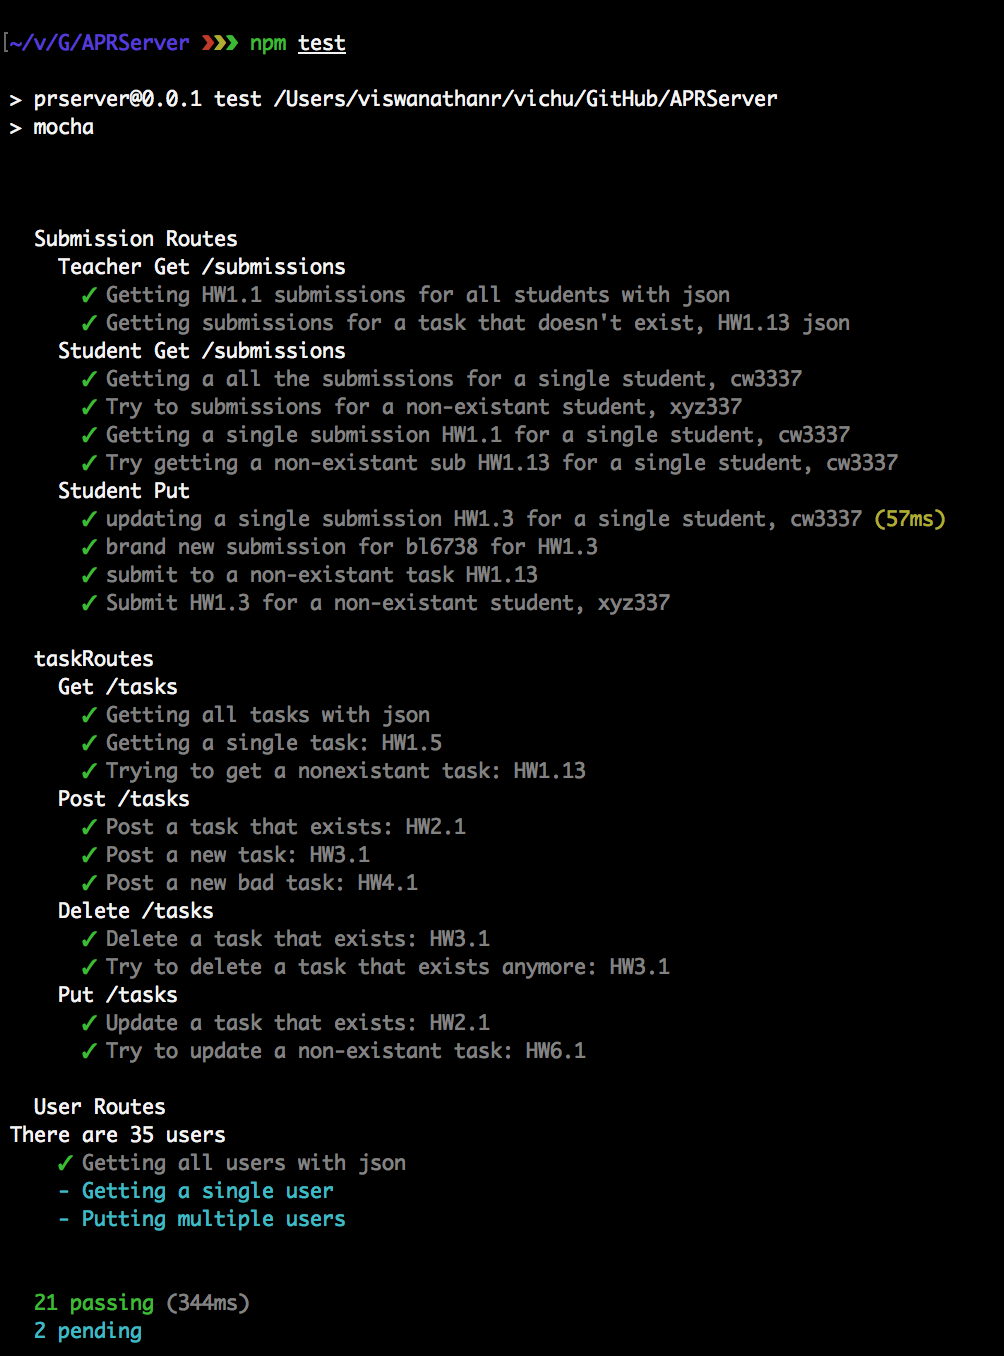 [~/v/G/APRServer ❯❯❯ npm test
> prserver@0.0.1 test /Users/viswanathanr/vichu/GitHub/APRServer
> mocha
Submission Routes
Teacher Get /submissions
✓ Getting HW1.1 submissions for all students with json
✓ Getting submissions for a task that doesn't exist, HW1.13 json
Student Get /submissions
✓ Getting a all the submissions for a single student, cw3337
✓ Try to submissions for a non-existant student, xyz337
✓ Getting a single submission HW1.1 for a single student, cw3337
✓ Try getting a non-existant sub HW1.13 for a single student, cw3337
Student Put
✓ updating a single submission HW1.3 for a single student, cw3337 (57ms)
✓ brand new submission for bl6738 for HW1.3
✓ submit to a non-existant task HW1.13
✓ Submit HW1.3 for a non-existant student, xyz337
taskRoutes
Get /tasks
✓ Getting all tasks with json
✓ Getting a single task: HW1.5
✓ Trying to get a nonexistant task: HW1.13
Post /tasks
✓ Post a task that exists: HW2.1
✓ Post a new task: HW3.1
✓ Post a new bad task: HW4.1
Delete /tasks
✓ Delete a task that exists: HW3.1
✓ Try to delete a task that exists anymore: HW3.1
Put /tasks
✓ Update a task that exists: HW2.1
✓ Try to update a non-existant task: HW6.1
User Routes
There are 35 users
✓ Getting all users with json
- Getting a single user
- Putting multiple users
21 passing (344ms)
2 pending